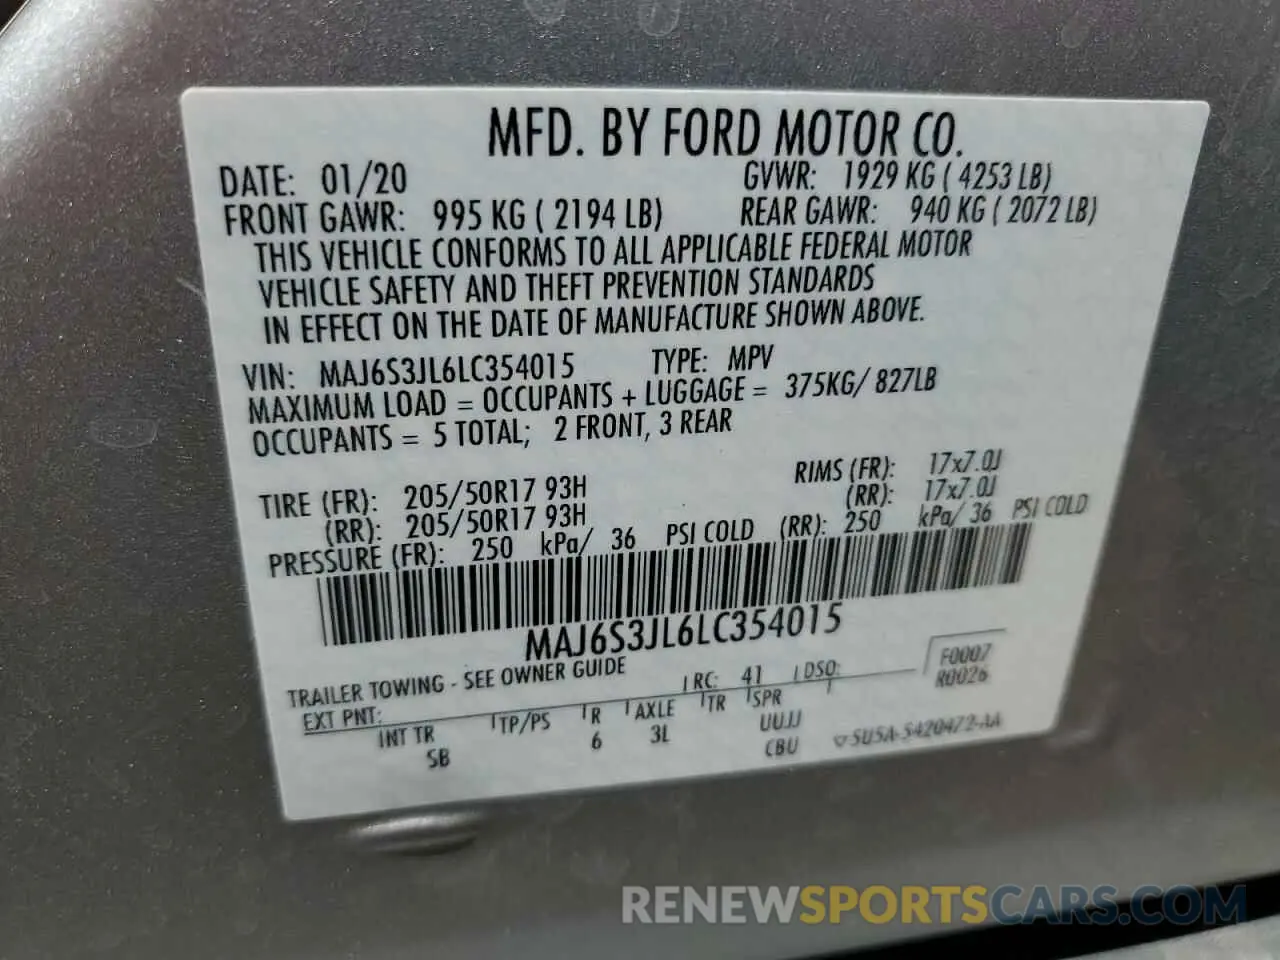 MFD. BY FORD MOTOR CO.
DATE: 01/20 GVWR: 1929 KG ( 4253 LB)
FRONT GAWR: 995 KG ( 2194 LB) REAR GAWR: 940 KG ( 2072 LB)
THIS VEHICLE CONFORMS TO ALL APPLICABLE FEDERAL MOTOR
VEHICLE SAFETY AND THEFT PREVENTION STANDARDS
IN EFFECT ON THE DATE OF MANUFACTURE SHOWN ABOVE.
VIN: MAJ6S3JL6LC354015 TYPE: MPV
MAXIMUM LOAD = OCCUPANTS + LUGGAGE = 375KG/ 827LB
OCCUPANTS = 5 TOTAL; 2 FRONT, 3 REAR
TIRE (FR): 205/50R17 93H RIMS (FR): 17x7.0J
(RR): 205/50R17 93H (RR): 17x7.0J
PRESSURE (FR): 250 kPa/ 36 PSI COLD (RR): 250 kPa/ 36 PSI COLD
MAJ6S3JL6LC354015
TRAILER TOWING - SEE OWNER GUIDE
F0007
EXT PNT: RC: 41 DSO: R0026
INT TR TP/PS R AXLE TR SPR
SB 6 3L UUJJ
CBU 5U5A-5420472-AA
RENEWSPORTSCARS.COM